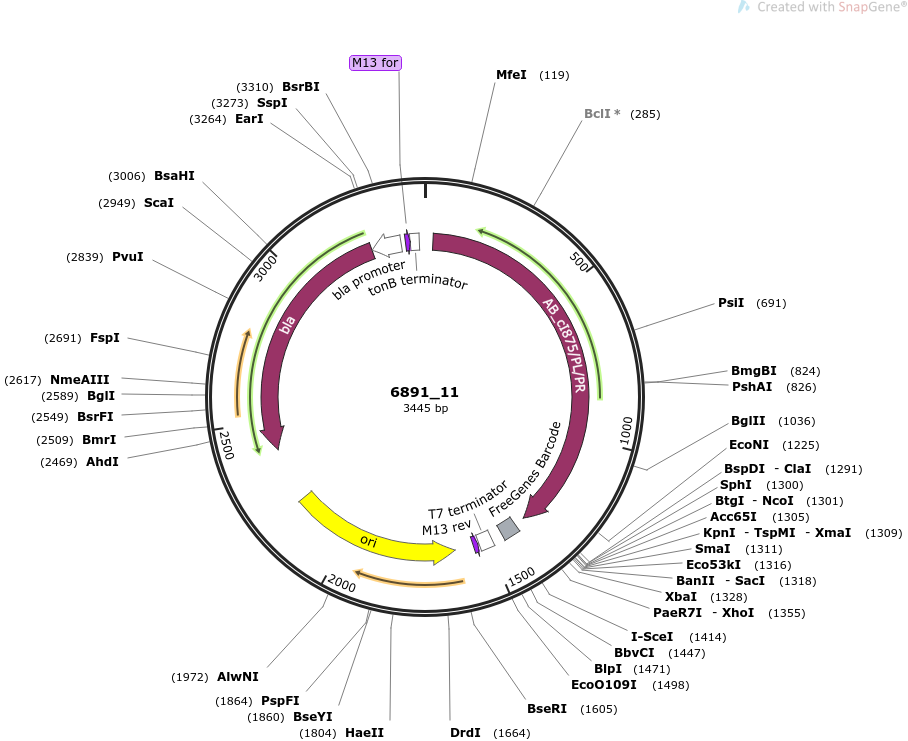 Created with SnapGene®
M13 for
(3310) BsrBI
(3273) SspI
(3264) EarI
(3006) BsaHI
(2949) ScaI
(2839) PvuI
(2691) FspI
(2617) NmeAIII
(2589) BglI
(2549) BsrFI
(2509) BmrI
(2469) AhdI
MfeI (119)
BclI * (285)
PsiI (691)
BmgBI (824)
PshAI (826)
BglII (1036)
EcoNI (1225)
BspDI - ClaI (1291)
SphI (1300)
BtgI - NcoI (1301)
Acc65I (1305)
KpnI - TspMI - XmaI (1309)
SmaI (1311)
Eco53kI (1316)
BanII - SacI (1318)
XbaI (1328)
PaeR7I - XhoI (1355)
I-SceI (1414)
BbvCI (1447)
BlpI (1471)
EcoO109I (1498)
BseRI (1605)
DrdI (1664)
(1972) AlwNI
(1864) PspFI
(1860) BseYI
(1804) HaeII
500
1000
1500
2000
2500
3000
bla promoter
tonB terminator
bla
AB_cI875/PL/PR
6891_11
3445 bp
FreeGenes Barcode
T7 terminator
M13 rev
ori